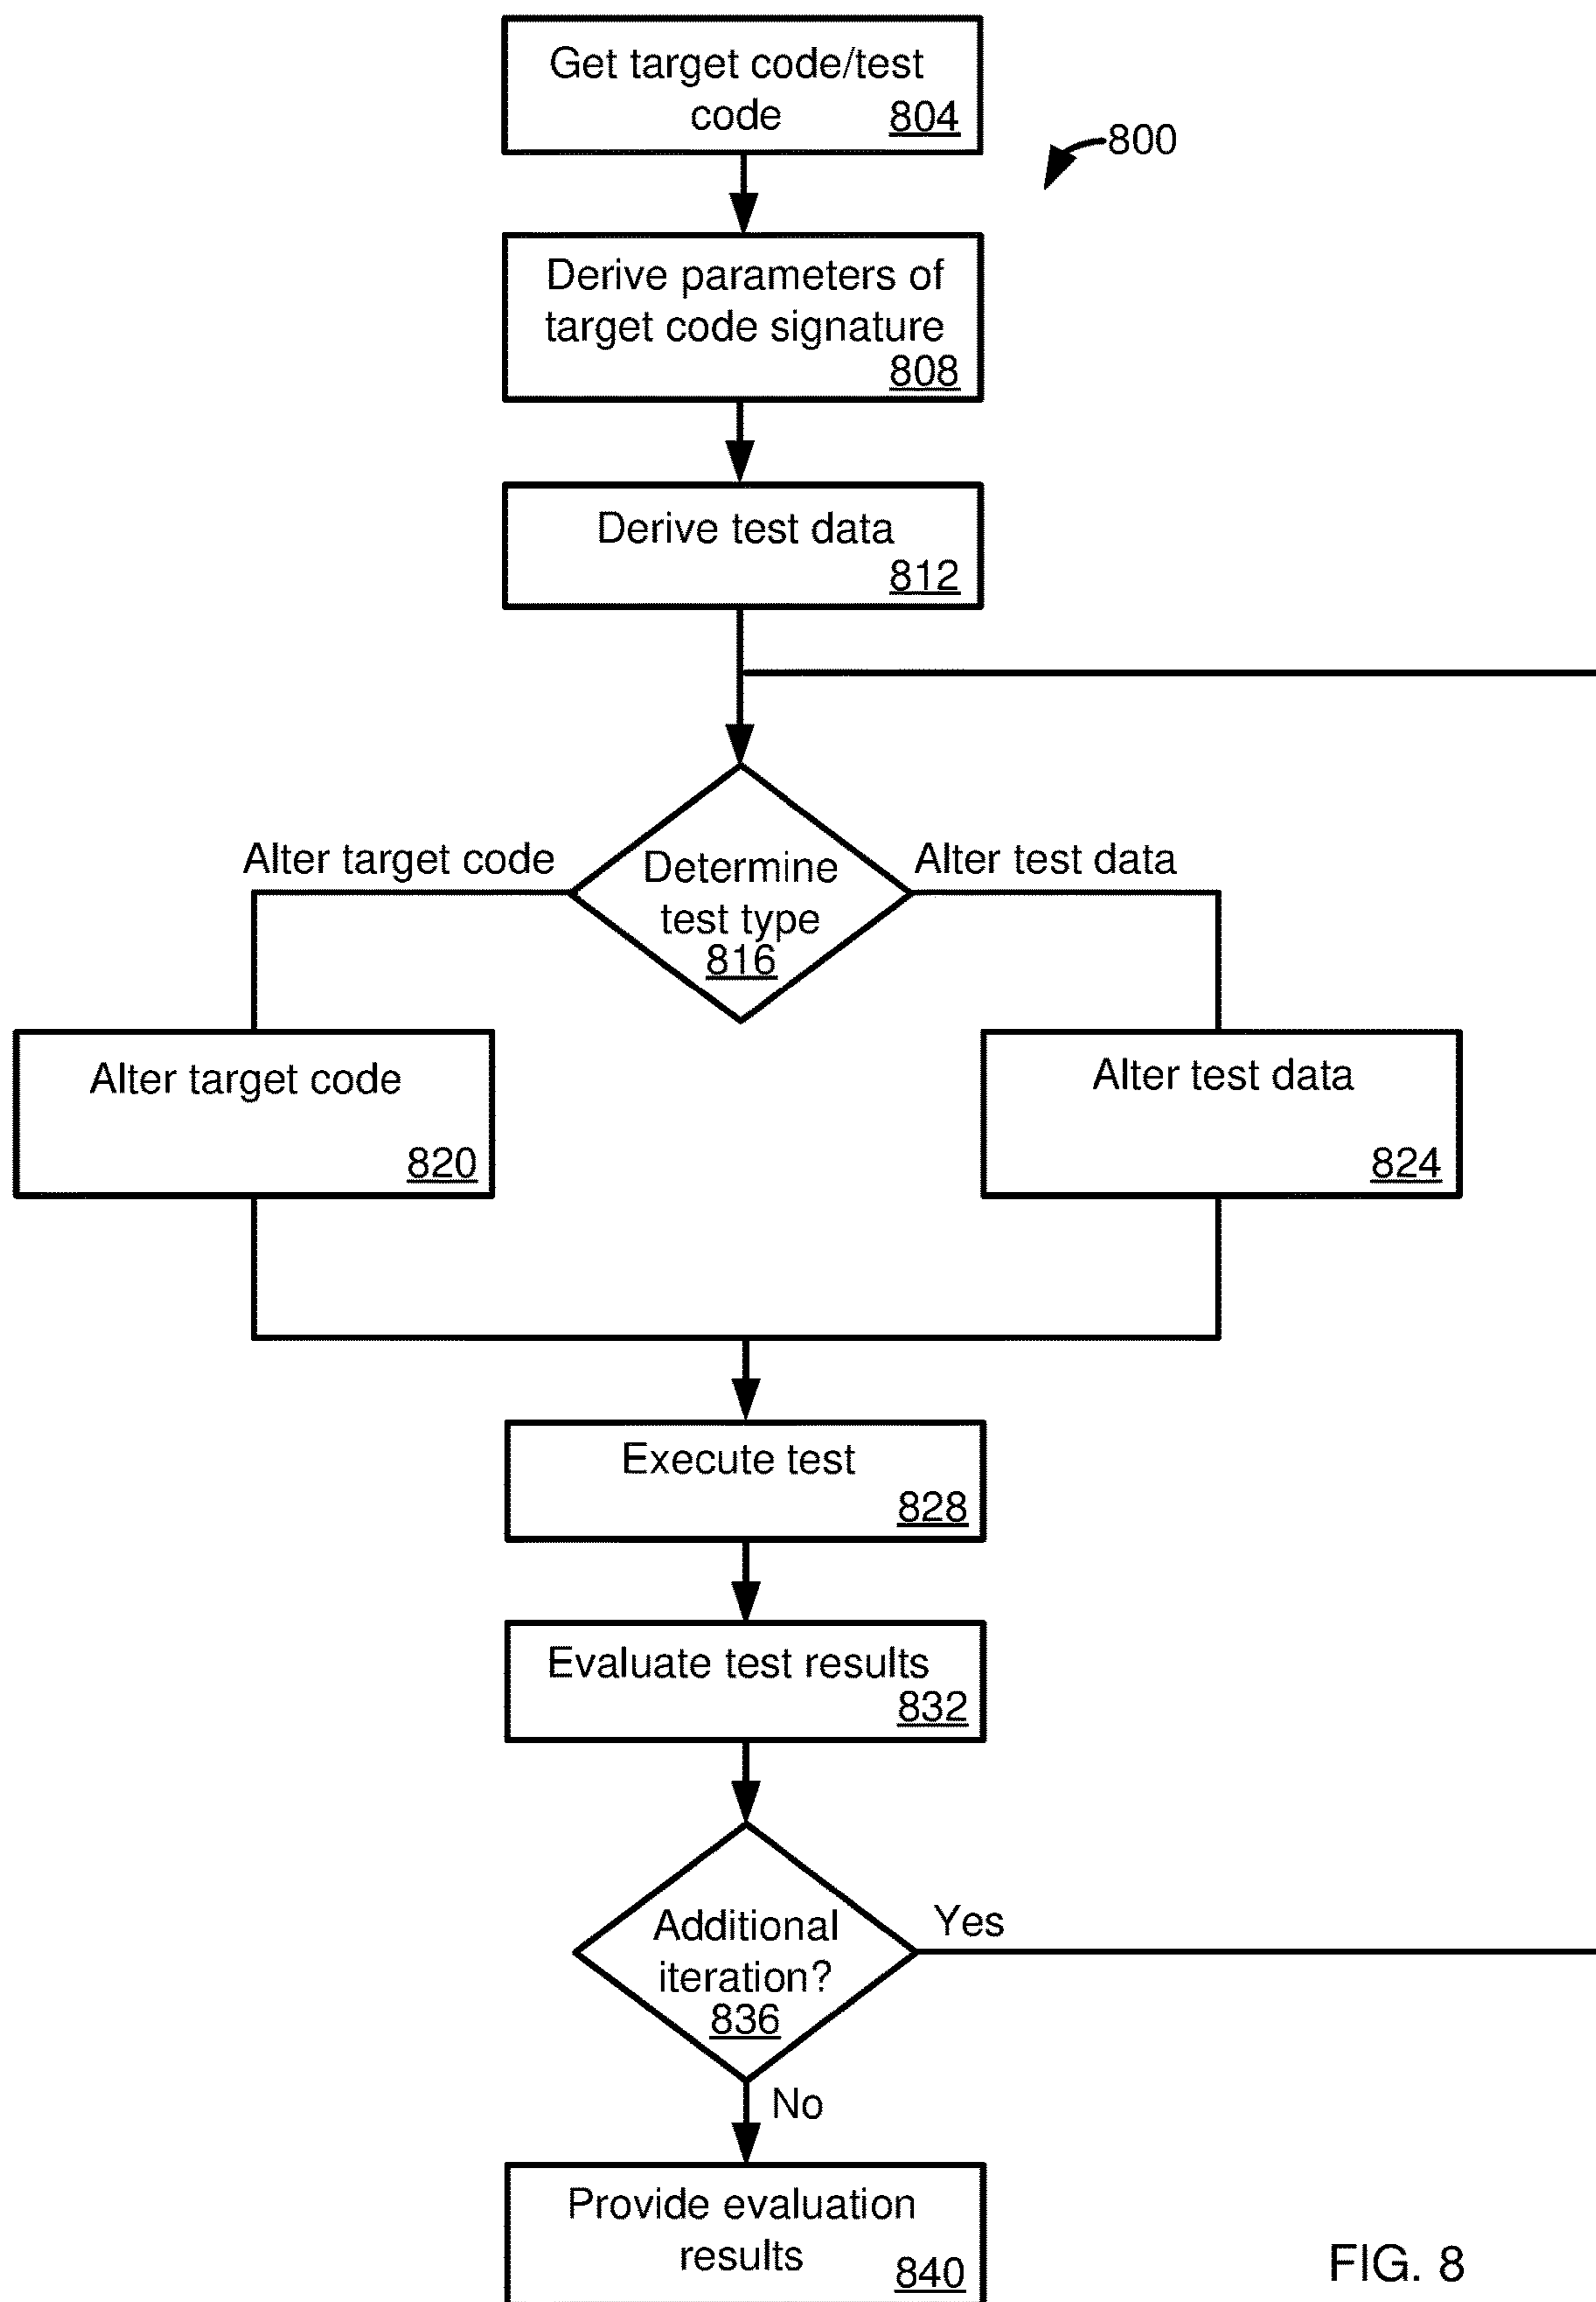 Get target code/test
code 804
800
Derive parameters of
target code signature
808
Derive test data
812
Alter target code
Determine
test type
816
Alter test data
Alter target code
820
Alter test data
824
Execute test
828
Evaluate test results
832
Additional
iteration?
836
Yes
No
Provide evaluation
results 840
FIG. 8